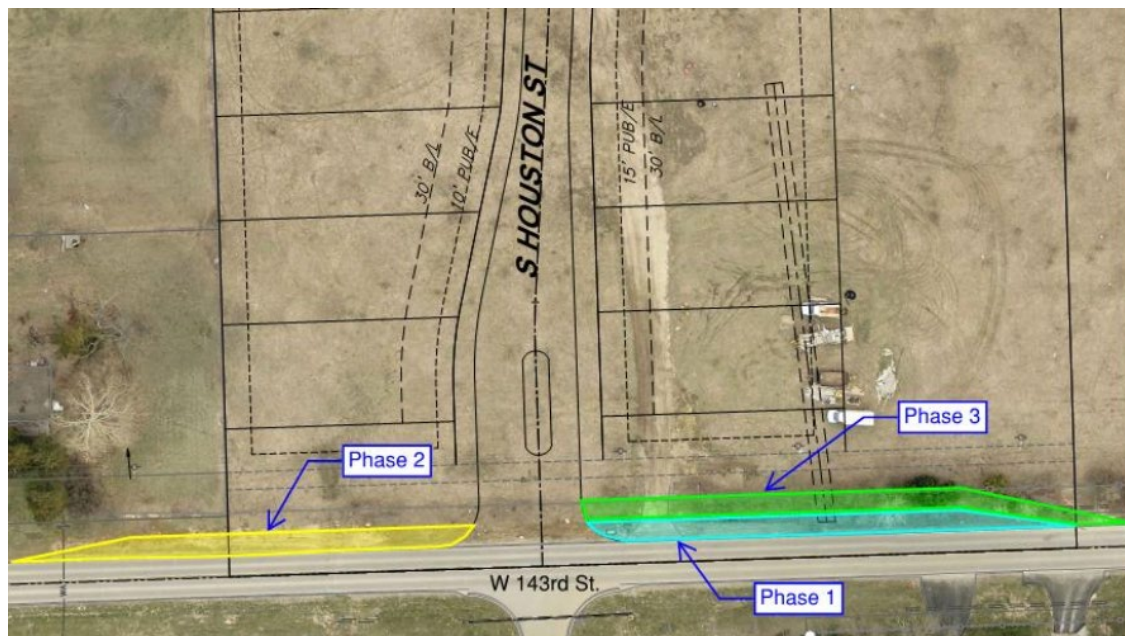 S HOUSTON ST
30' B/L
10' PUB/E
15' PUB/E
30' B/L
Phase 3
Phase 2
W 143rd St.
Phase 1